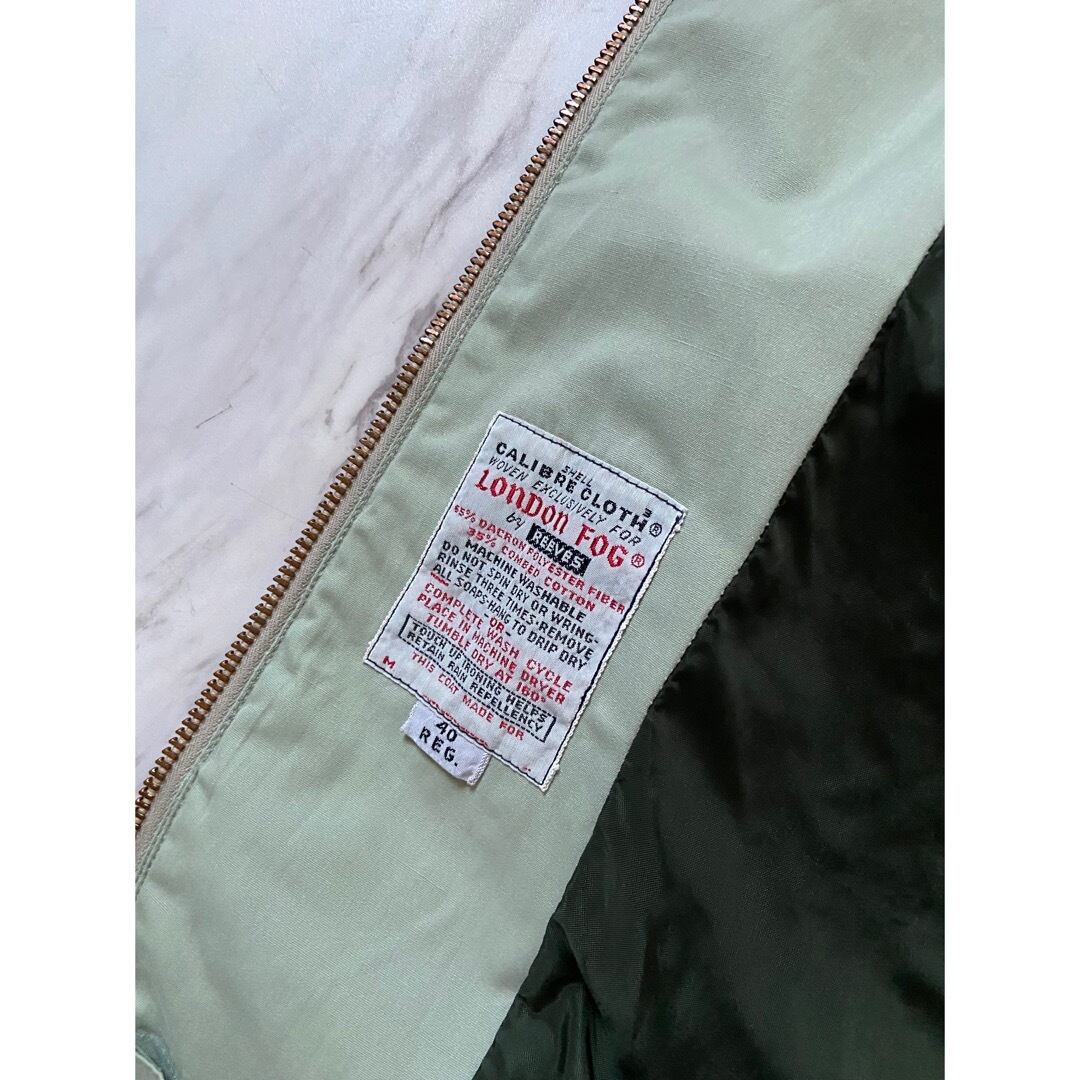 SHELL
CALIBRE CLOTH®
3
WOVEN EXCLUSIVELY FOR
LONDON FOG®
by REEVES
65% DACRON POLYESTER FIBER
35% COMBED COTTON
MACHINE WASHABLE
DO NOT SPIN DRY OR WRING-
RINSE THREE TIMES-REMOVE
ALL SOAPS-HANG TO DRIP DRY
-OR-
COMPLETE WASH CYCLE
PLACE IN MACHINE DRYER
TUMBLE DRY AT 160°
TOUCH UP IRONING HELPS
RETAIN RAIN REPELLENCY
M THIS COAT MADE FOR
40
REG.